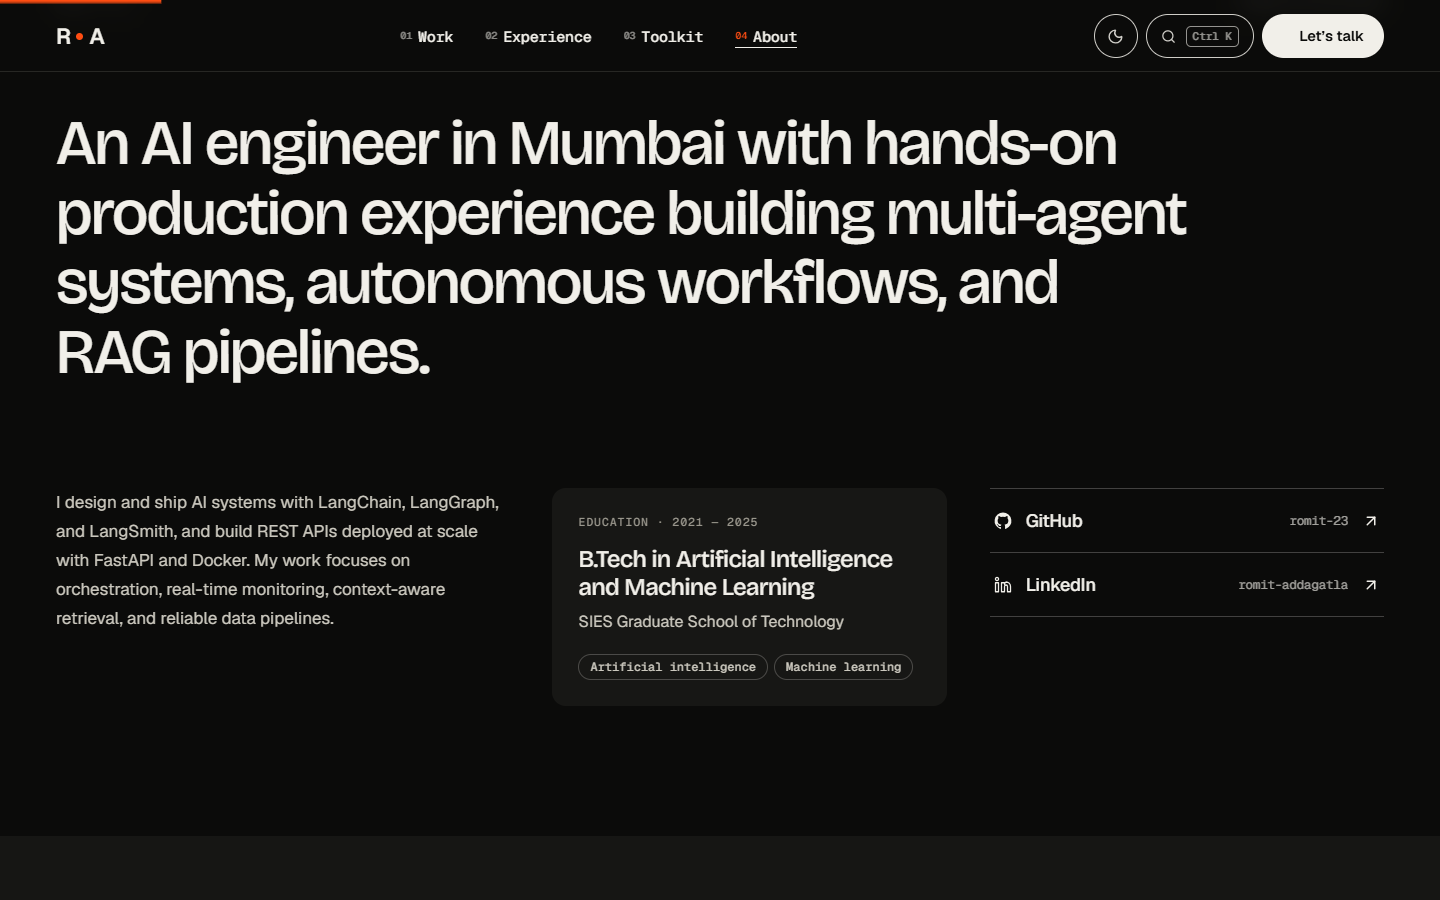 R•A
01 Work
02 Experience
03 Toolkit
04 About
Ctrl K
Let's talk
An AI engineer in Mumbai with hands-on
production experience building multi-agent
systems, autonomous workflows, and
RAG pipelines.
I design and ship AI systems with LangChain, LangGraph,
and LangSmith, and build REST APIs deployed at scale
with FastAPI and Docker. My work focuses on
orchestration, real-time monitoring, context-aware
retrieval, and reliable data pipelines.
EDUCATION · 2021 — 2025
B.Tech in Artificial Intelligence
and Machine Learning
SIES Graduate School of Technology
Artificial intelligence
Machine learning
GitHub
romit-23
LinkedIn
romit-addagatla